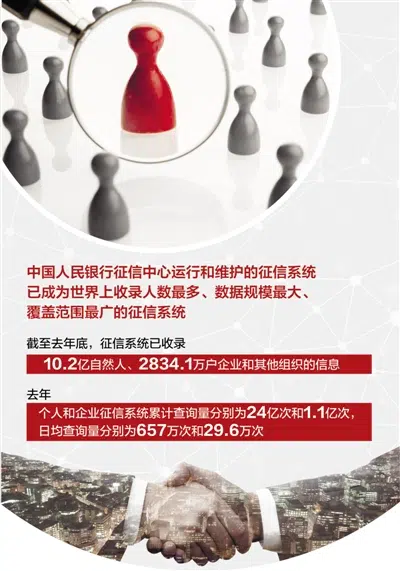 中国人民银行征信中心运行和维护的征信系统
已成为世界上收录人数最多、数据规模最大、
覆盖范围最广的征信系统
截至去年底，征信系统已收录
10.2亿自然人、2834.1万户企业和其他组织的信息
去年
个人和企业征信系统累计查询量分别为24亿次和1.1亿次，
日均查询量分别为657万次和29.6万次